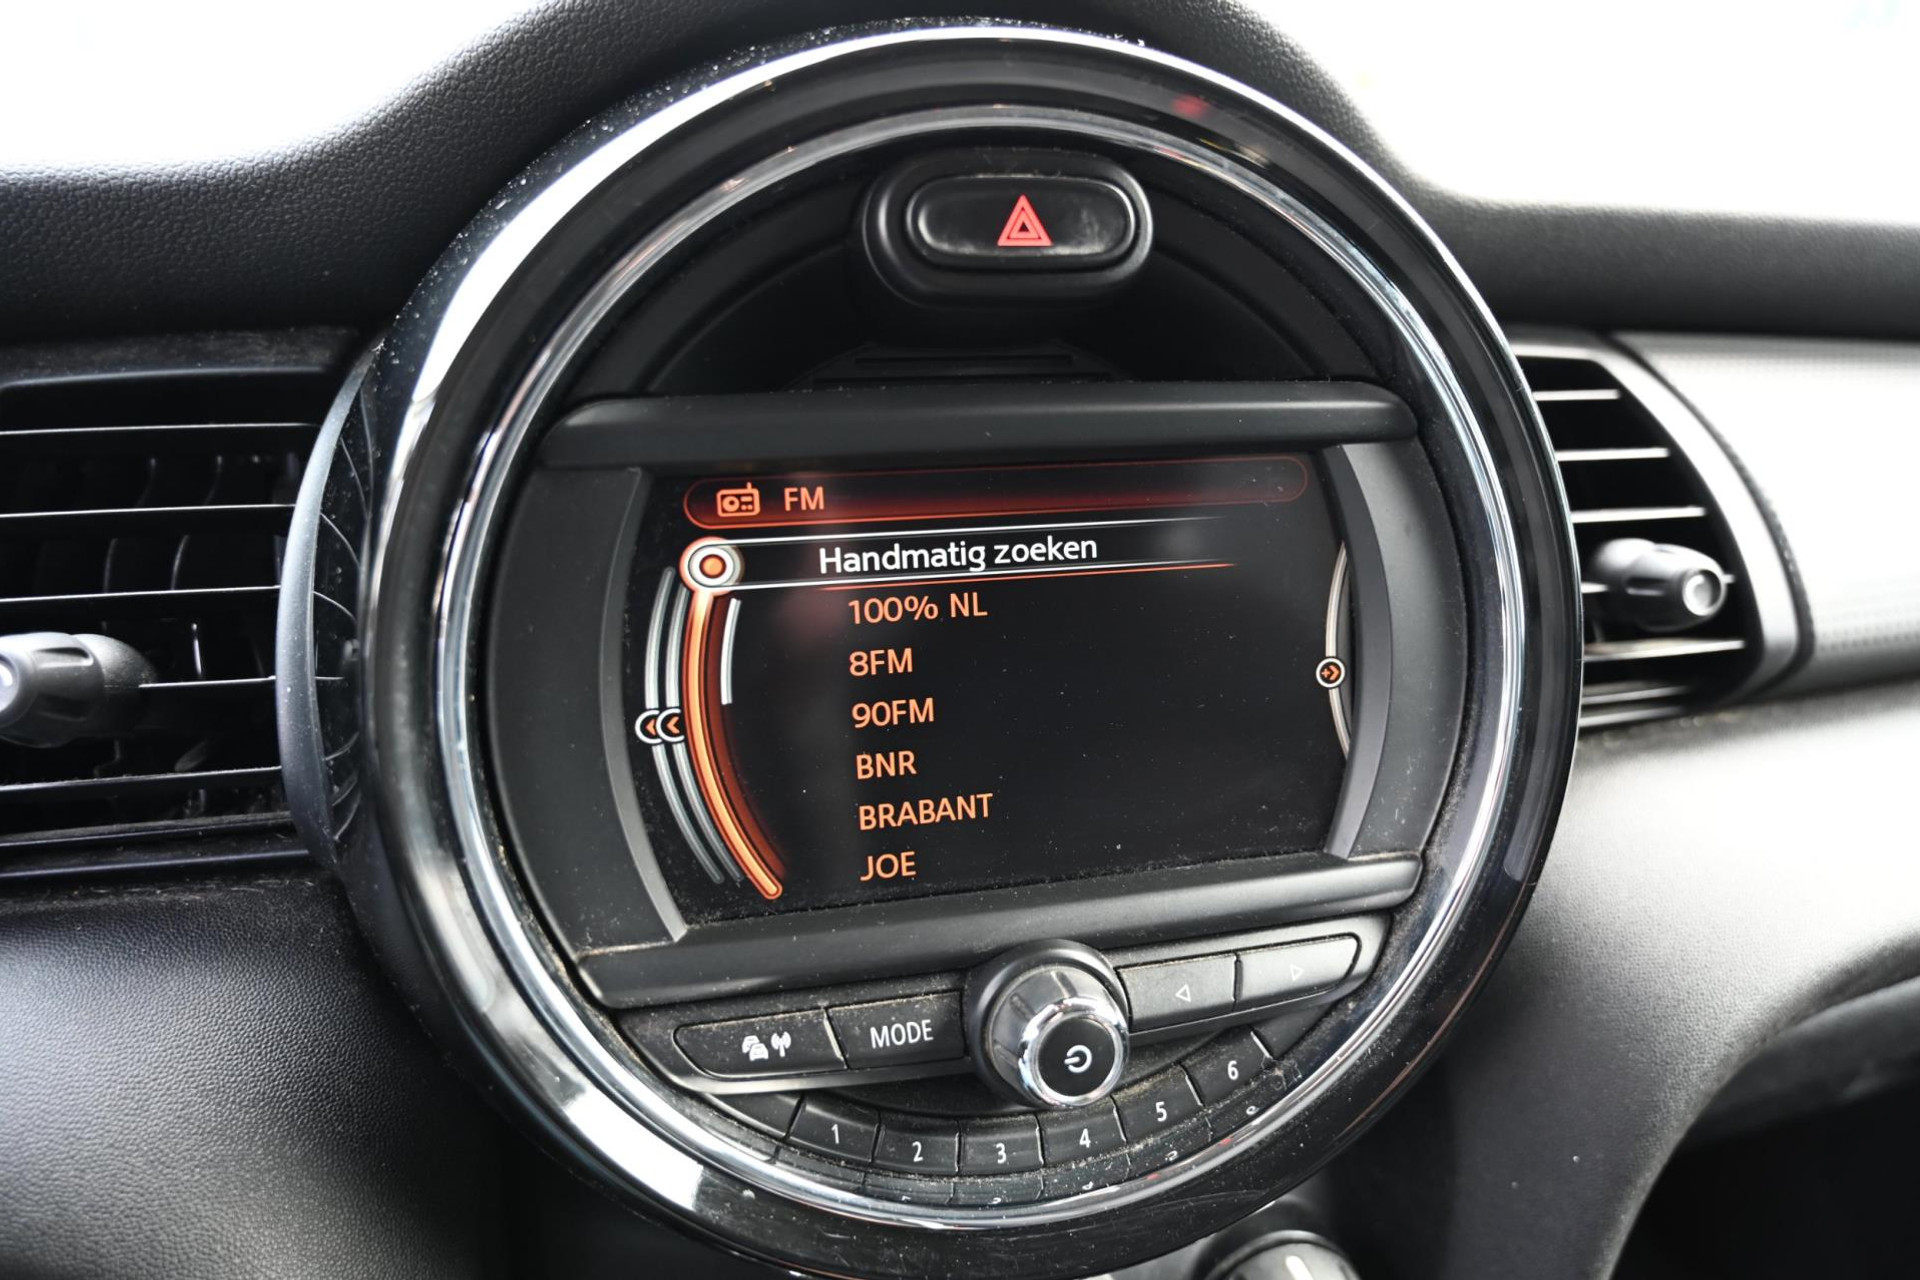 FM
Handmatig zoeken
100% NL
8FM
90FM
BNR
BRABANT
JOE
MODE
1
2
3
4
5
6